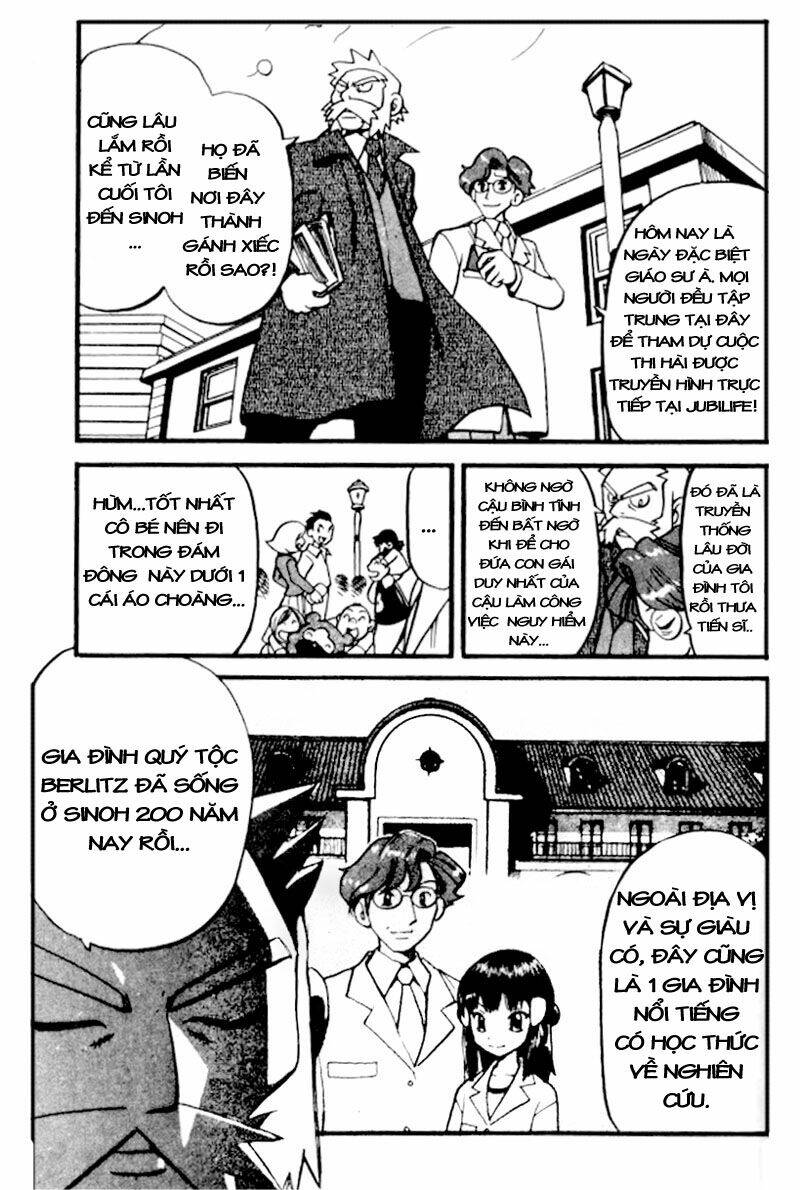 CŨNG LÂU
LẮM RỒI
KỂ TỪ LẦN
CUỐI TÔI
ĐẾN SINOH
...
HỌ ĐÃ
BIẾN
NƠI ĐÂY
THÀNH
GÁNH XIẾC
RỒI SAO?!
HÔM NAY LÀ
NGÀY ĐẶC BIỆT
GIÁO SƯ À. MỌI
NGƯỜI ĐỀU TẬP
TRUNG TẠI ĐÂY
ĐỂ THAM DỰ CUỘC
THI HÀI ĐƯỢC
TRUYỀN HÌNH TRỰC
TIẾP TẠI JUBILIFE!
HỪM...TỐT NHẤT
CÔ BÉ NÊN ĐI
TRONG ĐÁM
ĐÔNG NÀY DƯỚI 1
CÁI ÁO CHOÀNG...
...
KHÔNG NGỜ
CẬU BÌNH TĨNH
ĐẾN BẤT NGỜ
KHI ĐỂ CHO
ĐỨA CON GÁI
DUY NHẤT CỦA
CẬU LÀM CÔNG
VIỆC NGUY HIỂM
NÀY...
ĐÓ ĐÃ LÀ
TRUYỀN
THỐNG
LÂU ĐỜI
CỦA GIA
ĐÌNH TÔI
RỒI THƯA
TIẾN SĨ..
GIA ĐÌNH QUÝ TỘC
BERLITZ ĐÃ SỐNG
Ở SINOH 200 NĂM
NAY RỒI...
NGOÀI ĐỊA VỊ
VÀ SỰ GIÀU
CÓ, ĐÂY CŨNG
LÀ 1 GIA ĐÌNH
NỔI TIẾNG
CÓ HỌC THỨC
VỀ NGHIÊN
CỨU.